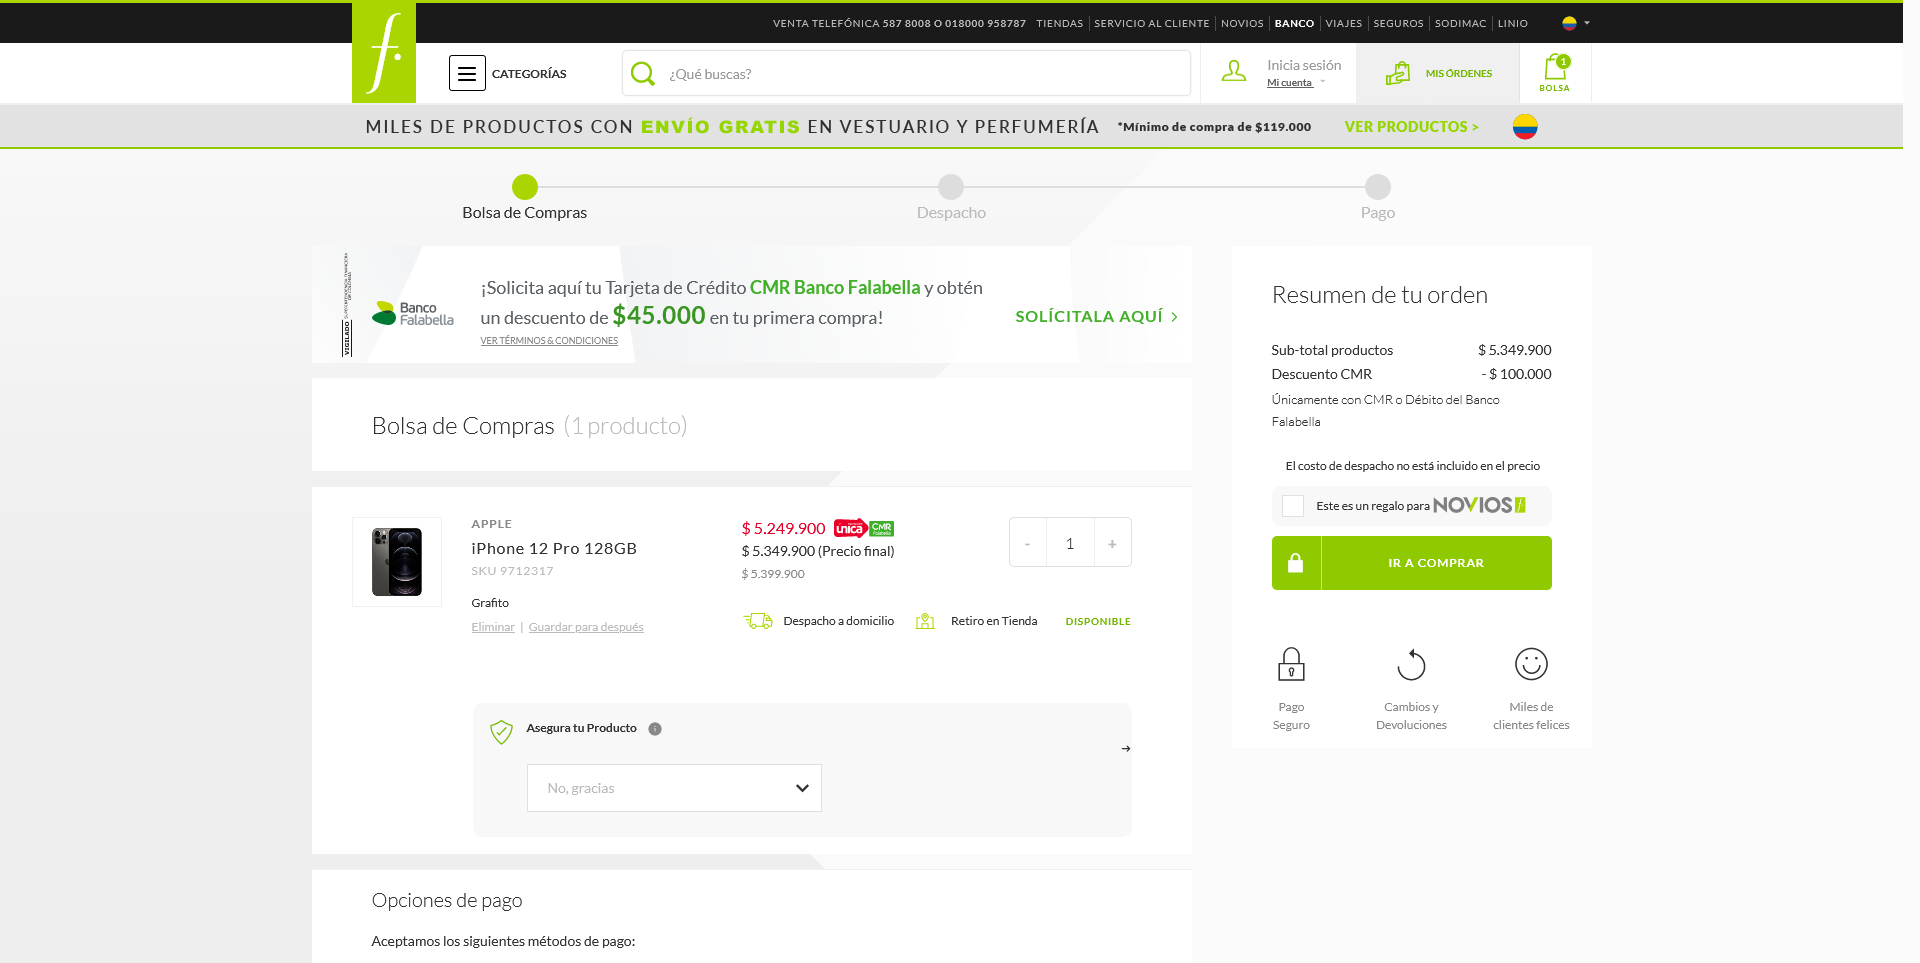 VENTA TELEFÓNICA 587 8008 O 018000 958787 TIENDAS SERVICIO AL CLIENTE NOVIOS BANCO VIAJES SEGUROS SODIMAC LINIO
f.
CATEGORÍAS
¿Qué buscas?
Inicia sesión
Mi cuenta
MIS ÓRDENES
1
BOLSA
MILES DE PRODUCTOS CON ENVÍO GRATIS EN VESTUARIO Y PERFUMERÍA *Mínimo de compra de $119.000 VER PRODUCTOS >
Bolsa de Compras
Despacho
Pago
VIGILADO SUPERINTENDENCIA FINANCIERA
DE COLOMBIA
Banco
Falabella
¡Solicita aquí tu Tarjeta de Crédito CMR Banco Falabella y obtén
un descuento de $45.000 en tu primera compra!
VER TÉRMINOS & CONDICIONES
SOLÍCITALA AQUÍ >
Bolsa de Compras (1 producto)
APPLE
iPhone 12 Pro 128GB
SKU 9712317
Grafito
Eliminar | Guardar para después
$ 5.249.900 única CMR Falabella
$ 5.349.900 (Precio final)
$ 5.399.900
- 1 +
Despacho a domicilio
Retiro en Tienda
DISPONIBLE
Asegura tu Producto i
No, gracias
Opciones de pago
Aceptamos los siguientes métodos de pago:
Resumen de tu orden
Sub-total productos $ 5.349.900
Descuento CMR - $ 100.000
Únicamente con CMR o Débito del Banco
Falabella
El costo de despacho no está incluido en el precio
Este es un regalo para NOVIOS f
IR A COMPRAR
Pago
Seguro
Cambios y
Devoluciones
Miles de
clientes felices